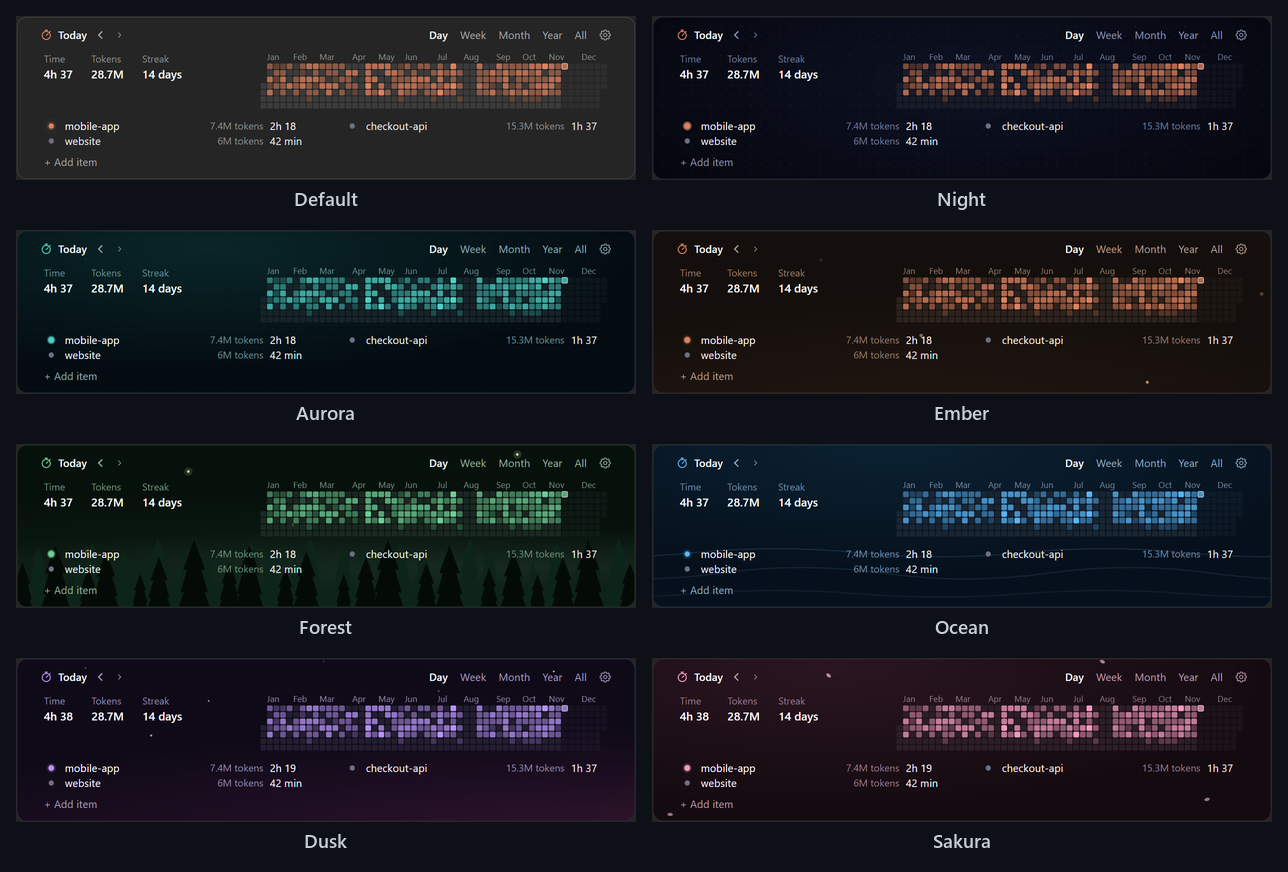 Today < > Day Week Month Year All
Time Tokens Streak Jan Feb Mar Apr May Jun Jul Aug Sep Oct Nov Dec
4h 37 28.7M 14 days
mobile-app 7.4M tokens 2h 18 checkout-api 15.3M tokens 1h 37
website 6M tokens 42 min
+ Add item
Default
Today < > Day Week Month Year All
Time Tokens Streak Jan Feb Mar Apr May Jun Jul Aug Sep Oct Nov Dec
4h 37 28.7M 14 days
mobile-app 7.4M tokens 2h 18 checkout-api 15.3M tokens 1h 37
website 6M tokens 42 min
+ Add item
Night
Today < > Day Week Month Year All
Time Tokens Streak Jan Feb Mar Apr May Jun Jul Aug Sep Oct Nov Dec
4h 37 28.7M 14 days
mobile-app 7.4M tokens 2h 18 checkout-api 15.3M tokens 1h 37
website 6M tokens 42 min
+ Add item
Aurora
Today < > Day Week Month Year All
Time Tokens Streak Jan Feb Mar Apr May Jun Jul Aug Sep Oct Nov Dec
4h 37 28.7M 14 days
mobile-app 7.4M tokens 2h 18 checkout-api 15.3M tokens 1h 37
website 6M tokens 42 min
+ Add item
Ember
Today < > Day Week Month Year All
Time Tokens Streak Jan Feb Mar Apr May Jun Jul Aug Sep Oct Nov Dec
4h 37 28.7M 14 days
mobile-app 7.4M tokens 2h 18 checkout-api 15.3M tokens 1h 37
website 6M tokens 42 min
+ Add item
Forest
Today < > Day Week Month Year All
Time Tokens Streak Jan Feb Mar Apr May Jun Jul Aug Sep Oct Nov Dec
4h 37 28.7M 14 days
mobile-app 7.4M tokens 2h 18 checkout-api 15.3M tokens 1h 37
website 6M tokens 42 min
+ Add item
Ocean
Today < > Day Week Month Year All
Time Tokens Streak Jan Feb Mar Apr May Jun Jul Aug Sep Oct Nov Dec
4h 38 28.7M 14 days
mobile-app 7.4M tokens 2h 19 checkout-api 15.3M tokens 1h 37
website 6M tokens 42 min
+ Add item
Dusk
Today < > Day Week Month Year All
Time Tokens Streak Jan Feb Mar Apr May Jun Jul Aug Sep Oct Nov Dec
4h 38 28.7M 14 days
mobile-app 7.4M tokens 2h 19 checkout-api 15.3M tokens 1h 37
website 6M tokens 42 min
+ Add item
Sakura